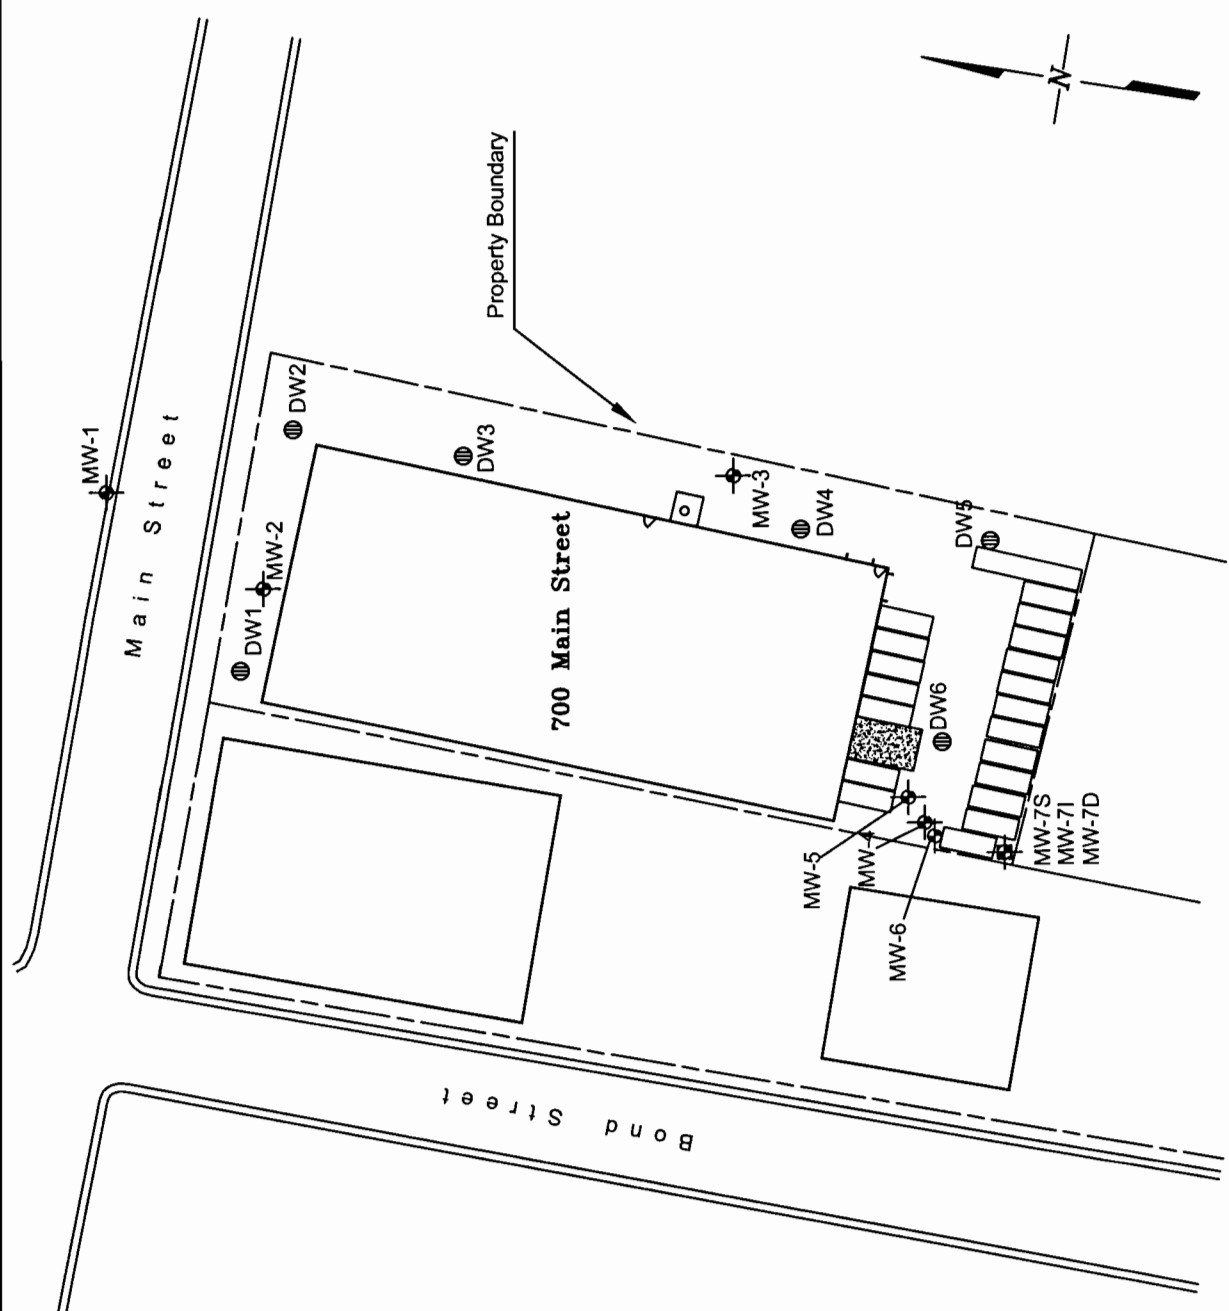 MW-1
Main Street
N
Property Boundary
DW2
MW-2
DW1
DW3
700 Main Street
MW-3
DW4
DW5
DW6
MW-5
MW-4
MW-6
MW-7S
MW-7I
MW-7D
Bond Street